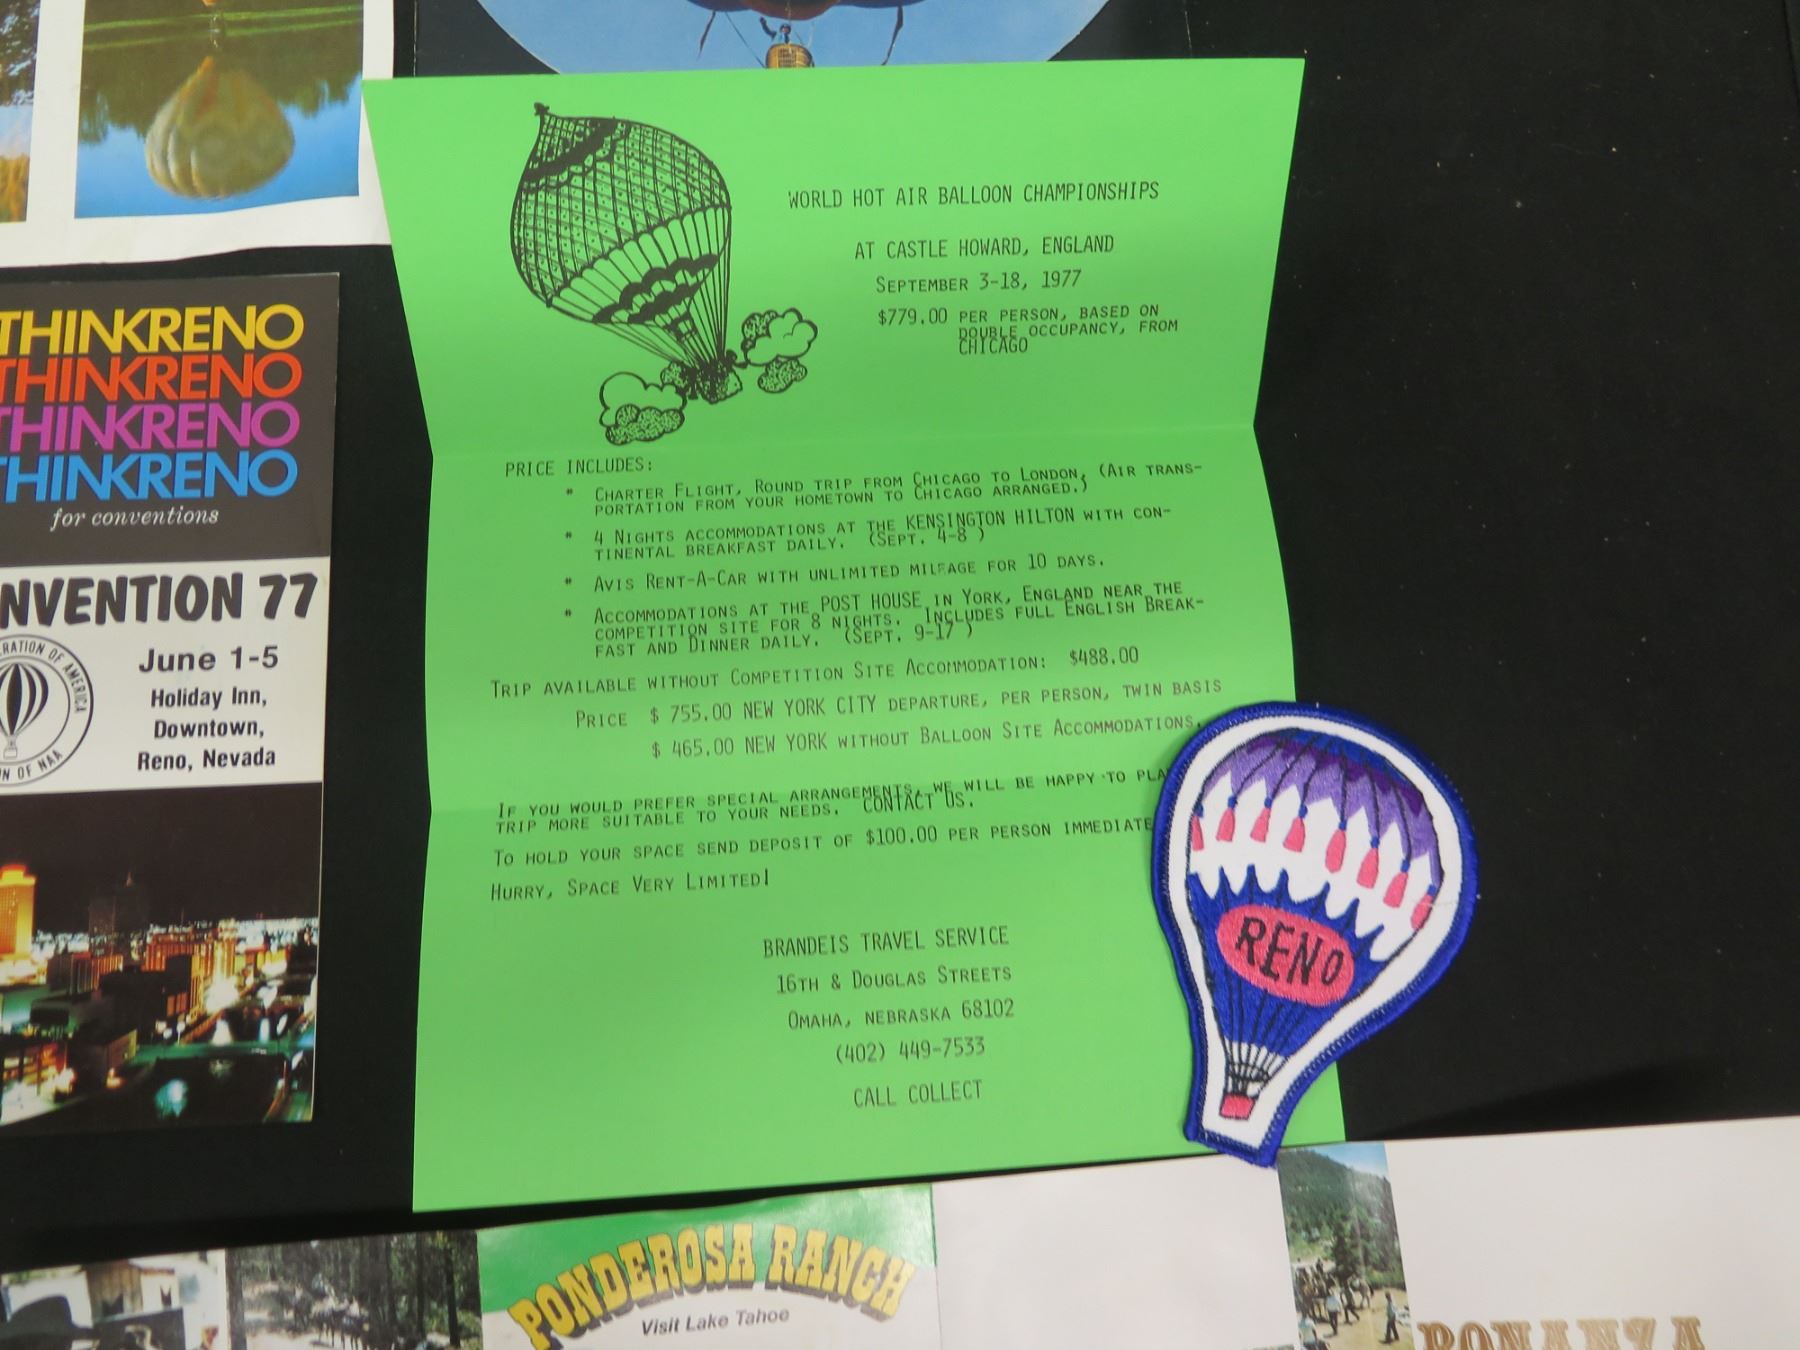 WORLD HOT AIR BALLOON CHAMPIONSHIPS
AT CASTLE HOWARD, ENGLAND
SEPTEMBER 3-18, 1977
$779.00 PER PERSON, BASED ON
DOUBLE OCCUPANCY, FROM
CHICAGO
PRICE INCLUDES:
* CHARTER FLIGHT, ROUND TRIP FROM CHICAGO TO LONDON, (AIR TRANS-
PORTATION FROM YOUR HOMETOWN TO CHICAGO ARRANGED.)
* 4 NIGHTS ACCOMMODATIONS AT THE KENSINGTON HILTON WITH CON-
TINENTAL BREAKFAST DAILY. (SEPT. 4-8 )
* AVIS RENT-A-CAR WITH UNLIMITED MILEAGE FOR 10 DAYS.
* ACCOMMODATIONS AT THE POST HOUSE IN YORK, ENGLAND NEAR THE
COMPETITION SITE FOR 8 NIGHTS. INCLUDES FULL ENGLISH BREAK-
FAST AND DINNER DAILY. (SEPT. 9-17 )
TRIP AVAILABLE WITHOUT COMPETITION SITE ACCOMMODATION: $488.00
PRICE $ 755.00 NEW YORK CITY DEPARTURE, PER PERSON, TWIN BASIS
$ 465.00 NEW YORK WITHOUT BALLOON SITE ACCOMMODATIONS.
IF YOU WOULD PREFER SPECIAL ARRANGEMENTS, WE WILL BE HAPPY TO PLA
TRIP MORE SUITABLE TO YOUR NEEDS. CONTACT US.
TO HOLD YOUR SPACE SEND DEPOSIT OF $100.00 PER PERSON IMMEDIATE
HURRY, SPACE VERY LIMITED!
BRANDEIS TRAVEL SERVICE
16TH & DOUGLAS STREETS
OMAHA, NEBRASKA 68102
(402) 449-7533
CALL COLLECT
THINKRENO
THINKRENO
THINKRENO
THINKRENO
for conventions
NVENTION 77
ERATION OF AMERICA
N OF NAA
June 1-5
Holiday Inn,
Downtown,
Reno, Nevada
RENO
PONDEROSA RANCH
Visit Lake Tahoe
BONANZA